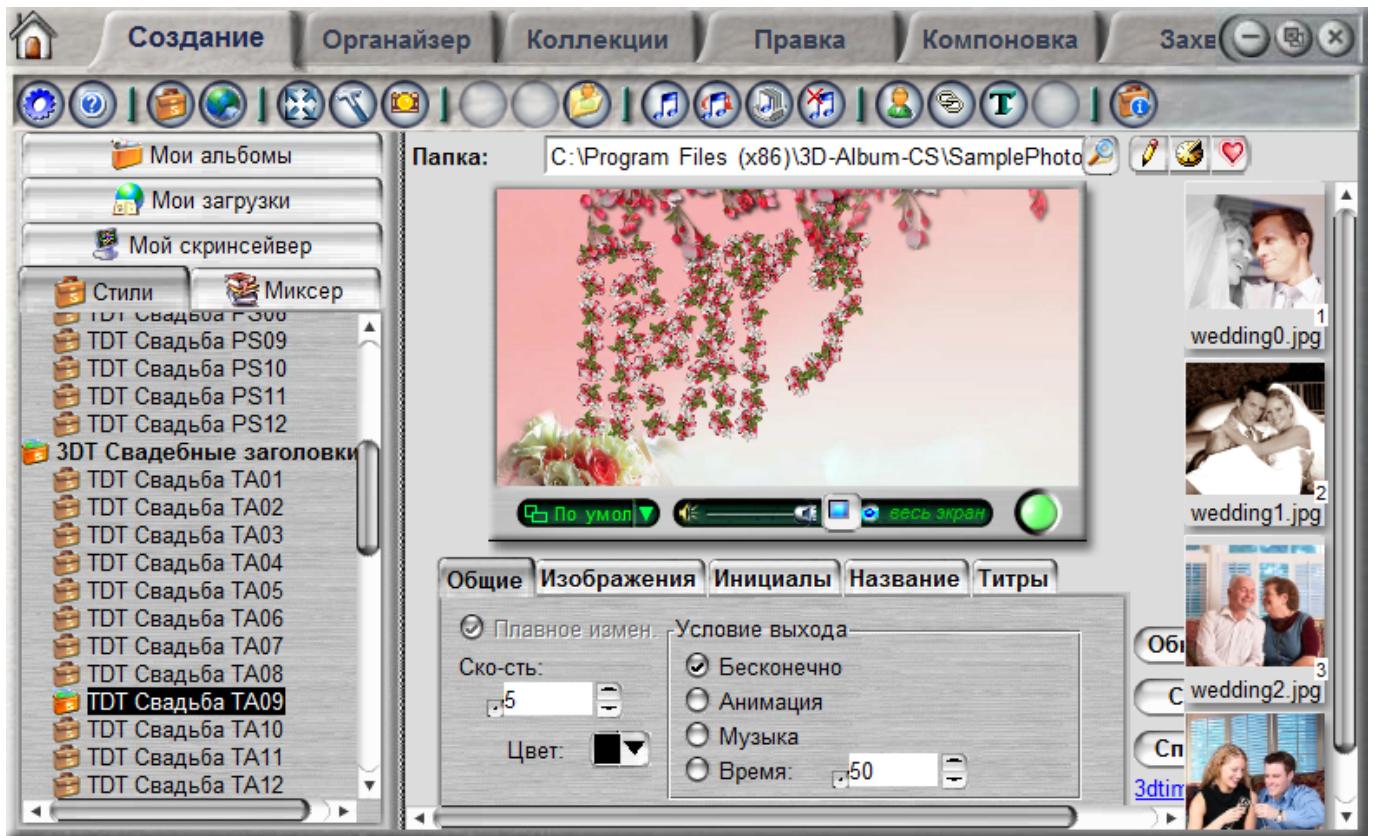 Создание Органайзер Коллекции Правка Компоновка Захв
Мои альбомы
Мои загрузки
Мой скринсейвер
Стили Миксер
TDT Свадьба PS08
TDT Свадьба PS09
TDT Свадьба PS10
TDT Свадьба PS11
TDT Свадьба PS12
3DT Свадебные заголовки
TDT Свадьба TA01
TDT Свадьба TA02
TDT Свадьба TA03
TDT Свадьба TA04
TDT Свадьба TA05
TDT Свадьба TA06
TDT Свадьба TA07
TDT Свадьба TA08
TDT Свадьба TA09
TDT Свадьба TA10
TDT Свадьба TA11
TDT Свадьба TA12
Папка: C:\Program Files (x86)\3D-Album-CS\SamplePhoto
По умол весь экран
Общие Изображения Инициалы Название Титры
Плавное измен.
Ско-сть:
5
Цвет:
Условие выхода
Бесконечно
Анимация
Музыка
Время: 50
С
Сп
3dtim
1
wedding0.jpg
2
wedding1.jpg
3
wedding2.jpg